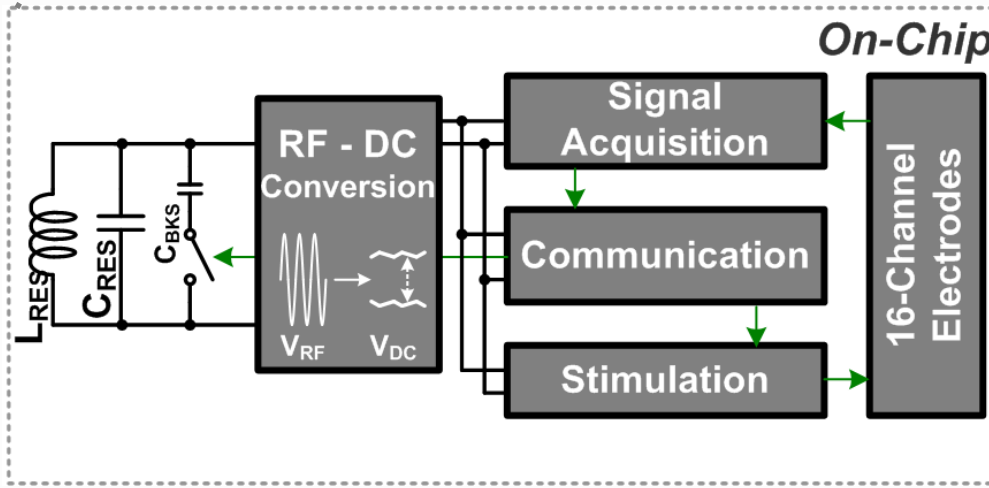 On-Chip
L_RES
C_RES
C_BKS
RF - DC
Conversion
V_RF
V_DC
Signal
Acquisition
Communication
Stimulation
16-Channel
Electrodes